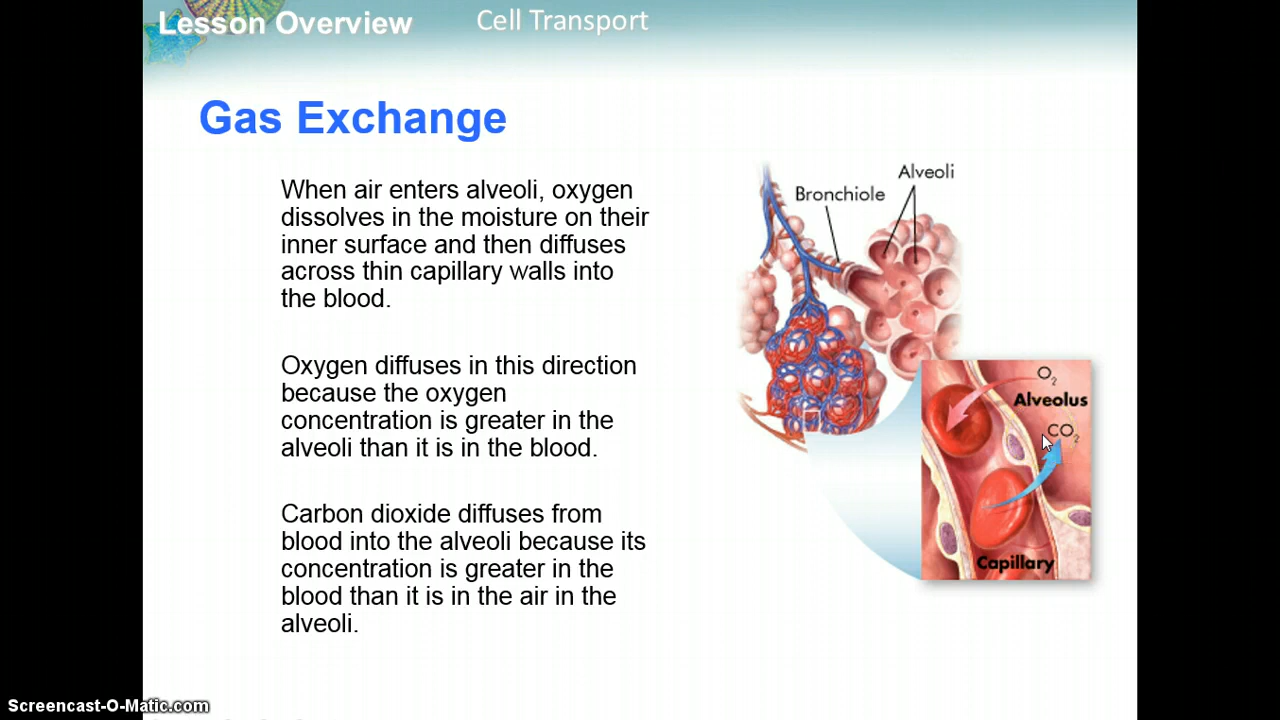 Lesson Overview
Cell Transport
Gas Exchange
When air enters alveoli, oxygen
dissolves in the moisture on their
inner surface and then diffuses
across thin capillary walls into
the blood.
Oxygen diffuses in this direction
because the oxygen
concentration is greater in the
alveoli than it is in the blood.
Carbon dioxide diffuses from
blood into the alveoli because its
concentration is greater in the
blood than it is in the air in the
alveoli.
Alveoli
Bronchiole
O₂
Alveolus
CO₂
Capillary
Screencast-O-Matic.com